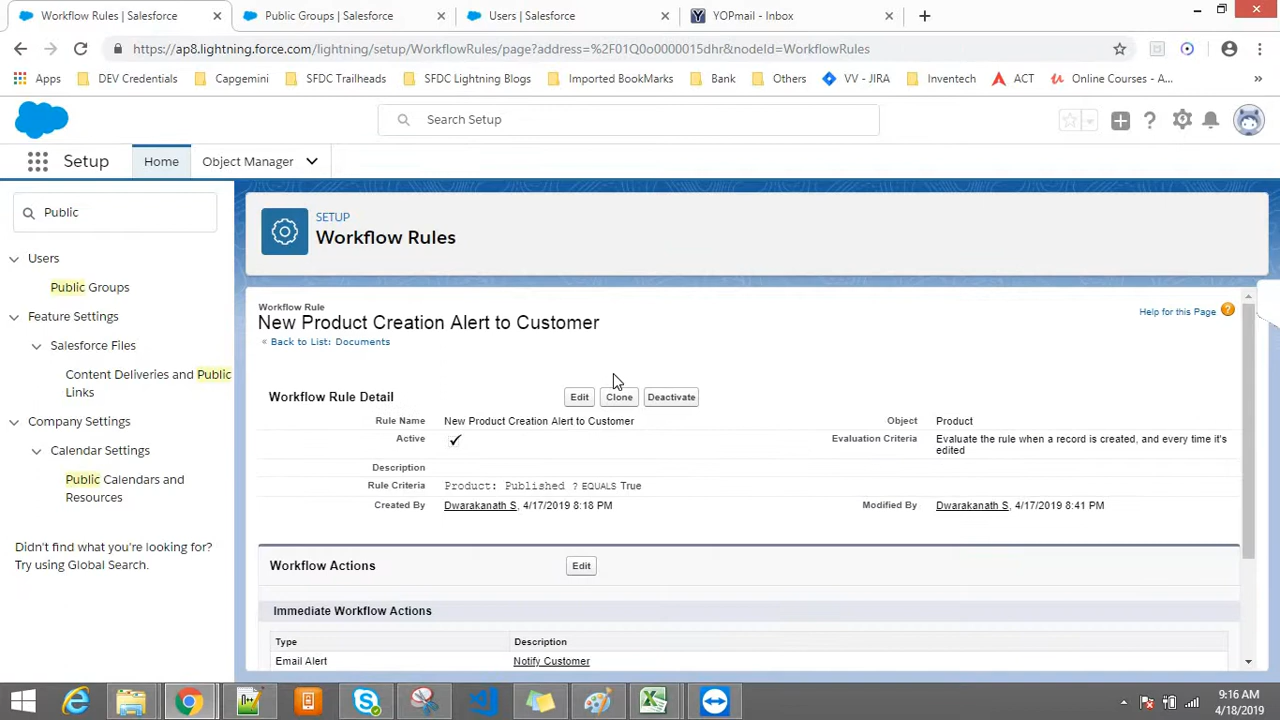 Workflow Rules | Salesforce
Public Groups | Salesforce
Users | Salesforce
YOPmail - Inbox
https://ap8.lightning.force.com/lightning/setup/WorkflowRules/page?address=%2F01Q0o0000015dhr&nodeId=WorkflowRules
Apps
DEV Credentials
Capgemini
SFDC Trailheads
SFDC Lightning Blogs
Imported BookMarks
Bank
Others
VV - JIRA
Inventech
ACT
Online Courses - A...
»
Search Setup
Setup
Home
Object Manager
Public
Users
Public Groups
Feature Settings
Salesforce Files
Content Deliveries and Public
Links
Company Settings
Calendar Settings
Public Calendars and
Resources
Didn't find what you're looking for?
Try using Global Search.
SETUP
Workflow Rules
Workflow Rule
New Product Creation Alert to Customer
« Back to List: Documents
Help for this Page ?
Workflow Rule Detail
Edit
Clone
Deactivate
Rule Name
New Product Creation Alert to Customer
Object
Product
Active
Evaluation Criteria
Evaluate the rule when a record is created, and every time it's
edited
Description
Rule Criteria
Product: Published ? EQUALS True
Created By
Dwarakanath S, 4/17/2019 8:18 PM
Modified By
Dwarakanath S, 4/17/2019 8:41 PM
Workflow Actions
Edit
Immediate Workflow Actions
Type
Description
Email Alert
Notify Customer
9:16 AM
4/18/2019